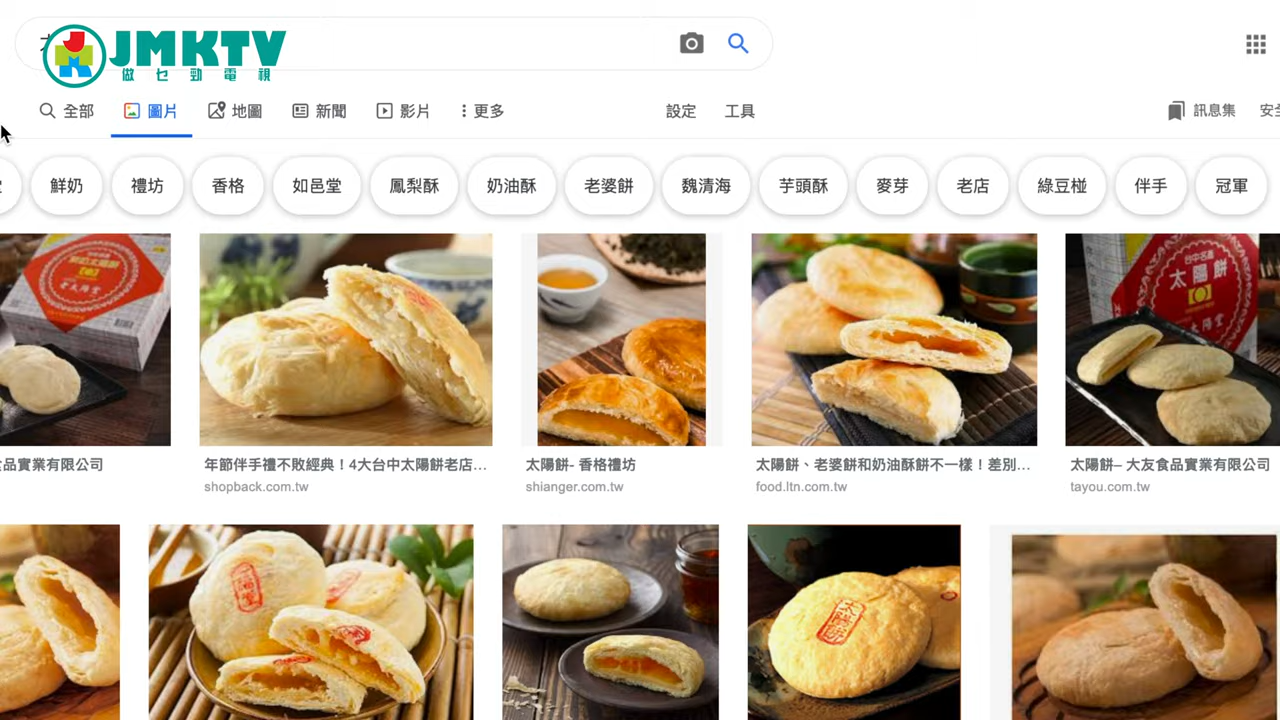 JMKTV
做乜勁電視
全部
圖片
地圖
新聞
影片
更多
設定
工具
訊息集
鮮奶
禮坊
香格
如邑堂
鳳梨酥
奶油酥
老婆餅
魏清海
芋頭酥
麥芽
老店
綠豆椪
伴手
冠軍
台中名產
太陽餅
食品實業有限公司
年節伴手禮不敗經典！4大台中太陽餅老店...
shopback.com.tw
太陽餅- 香格禮坊
shianger.com.tw
太陽餅、老婆餅和奶油酥餅不一樣！差別...
food.ltn.com.tw
太陽餅– 大友食品實業有限公司
tayou.com.tw